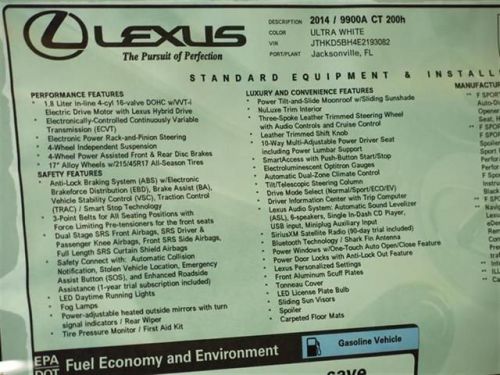 LEXUS
The Pursuit of Perfection
DESCRIPTION 2014 / 9900A CT 200h
COLOR ULTRA WHITE
VIN JTHKD5BH4E2193082
PORT/PLANT Jacksonville, FL
STANDARD EQUIPMENT & INSTALL
PERFORMANCE FEATURES
* 1.8 Liter in-line 4-cyl 16-valve DOHC w/VVT-i
Electric Drive Motor with Lexus Hybrid Drive
* Electronically-Controlled Continuously Variable
Transmission (ECVT)
* Electronic Power Rack-and-Pinion Steering
* 4-Wheel Independent Suspension
* 4-Wheel Power Assisted Front & Rear Disc Brakes
* 17" Alloy Wheels w/215/45R17 All-Season Tires
SAFETY FEATURES
* Anti-Lock Braking System (ABS) w/Electronic
Brakeforce Distribution (EBD), Brake Assist (BA),
Vehicle Stability Control (VSC), Traction Control
(TRAC) / Smart Stop Technology
* 3-Point Belts for All Seating Positions with
Force Limiting Pre-tensioners for the front seats
* Dual Stage SRS Front Airbags, SRS Driver &
Passenger Knee Airbags, Front SRS Side Airbags,
Full Length SRS Curtain Shield Airbags
* Safety Connect with: Automatic Collision
Notification, Stolen Vehicle Location, Emergency
Assist Button (SOS), and Enhanced Roadside
Assistance (1-year trial subscription included)
* LED Daytime Running Lights
* Fog Lamps
* Power-adjustable heated outside mirrors with turn
signal indicators / Rear Wiper
* Tire Pressure Monitor / First Aid Kit
LUXURY AND CONVENIENCE FEATURES
* Power Tilt-and-Slide Moonroof w/Sliding Sunshade
* NuLuxe Trim Interior
* Three-Spoke Leather Trimmed Steering Wheel
with Audio Controls and Cruise Control
* Leather Trimmed Shift Knob
* 10-Way Multi-Adjustable Power Driver Seat
including Power Lumbar Support
* SmartAccess with Push-Button Start/Stop
* Electroluminescent Optitron Gauges
* Automatic Dual-Zone Climate Control
* Tilt/Telescopic Steering Column
* Drive Mode Select (Normal/Sport/ECO/EV)
* Driver Information Center with Trip Computer
* Lexus Audio System: Automatic Sound Levelizer
(ASL), 6-speakers, Single In-Dash CD Player,
USB input, Miniplug Auxiliary Input
* SiriusXM Satellite Radio (90-day trial included)
* Bluetooth Technology / Shark Fin Antenna
* Power Windows w/One-Touch Auto Open/Close Feature
* Power Door Locks with Anti-Lock Out Feature
* Lexus Personalized Settings
* Front Aluminum Scuff Plates
* Tonneau Cover
* LED License Plate Bulb
* Sliding Sun Visors
* Spoiler
* Carpeted Floor Mats
MANUFACTUR
** F SPOR
EPA
DOT
Fuel Economy and Environment
Gasoline Vehicle
save